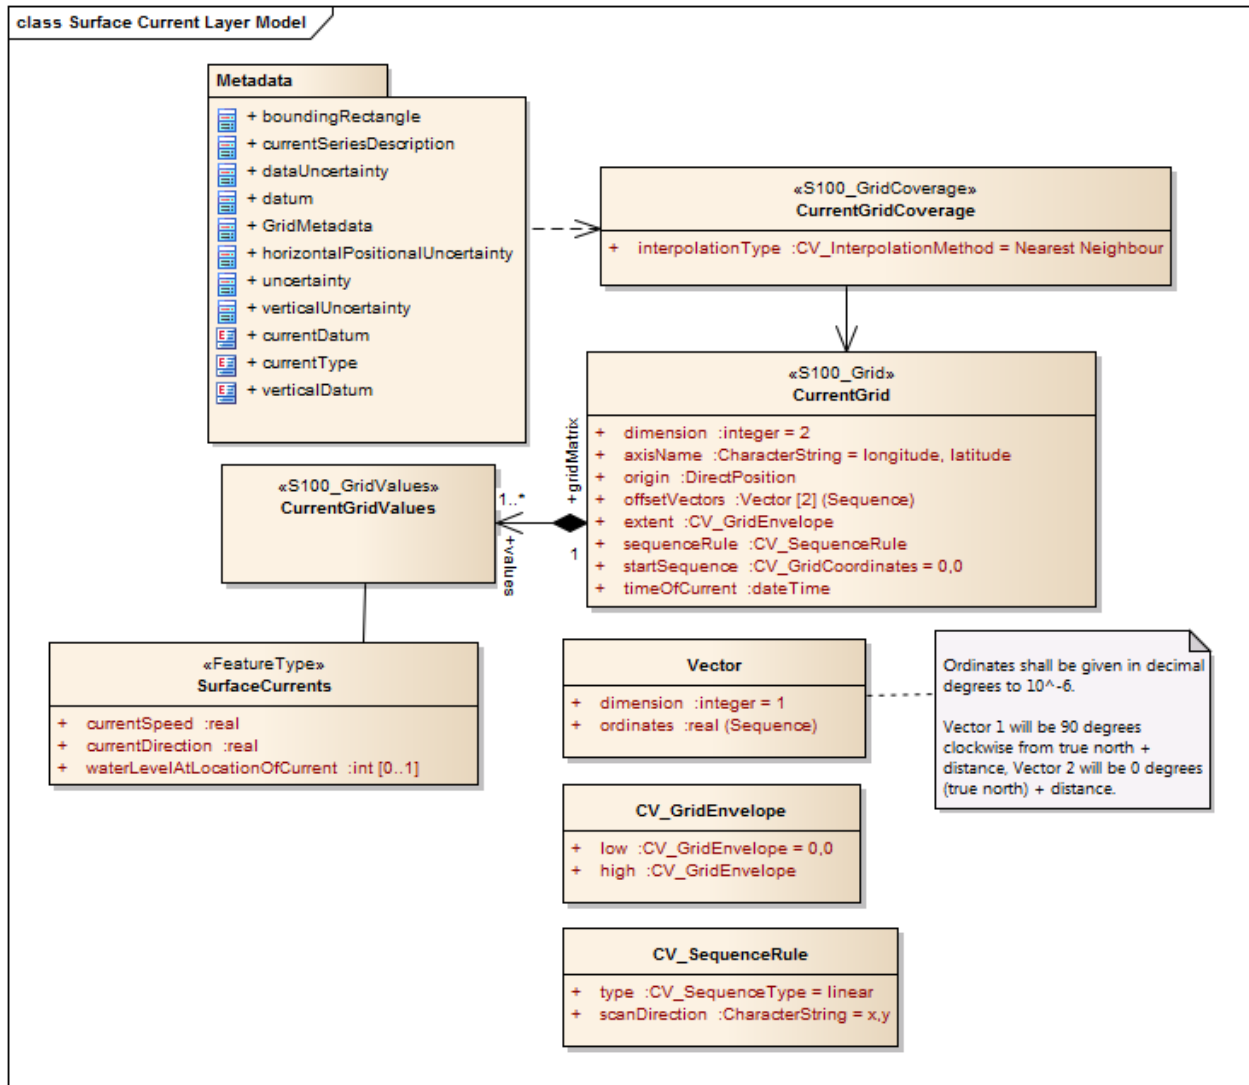 class Surface Current Layer Model
Metadata
+ boundingRectangle
+ currentSeriesDescription
+ dataUncertainty
+ datum
+ GridMetadata
+ horizontalPositionalUncertainty
+ uncertainty
+ verticalUncertainty
+ currentDatum
+ currentType
+ verticalDatum
«S100_GridCoverage»
CurrentGridCoverage
+ interpolationType :CV_InterpolationMethod = Nearest Neighbour
«S100_Grid»
CurrentGrid
+ dimension :integer = 2
+ axisName :CharacterString = longitude, latitude
+ origin :DirectPosition
+ offsetVectors :Vector [2] (Sequence)
+ extent :CV_GridEnvelope
+ sequenceRule :CV_SequenceRule
+ startSequence :CV_GridCoordinates = 0,0
+ timeOfCurrent :dateTime
+gridMatrix
1
1..*
+values
«S100_GridValues»
CurrentGridValues
«FeatureType»
SurfaceCurrents
+ currentSpeed :real
+ currentDirection :real
+ waterLevelAtLocationOfCurrent :int [0..1]
Vector
+ dimension :integer = 1
+ ordinates :real (Sequence)
Ordinates shall be given in decimal
degrees to 10^-6.
Vector 1 will be 90 degrees
clockwise from true north +
distance, Vector 2 will be 0 degrees
(true north) + distance.
CV_GridEnvelope
+ low :CV_GridEnvelope = 0,0
+ high :CV_GridEnvelope
CV_SequenceRule
+ type :CV_SequenceType = linear
+ scanDirection :CharacterString = x,y